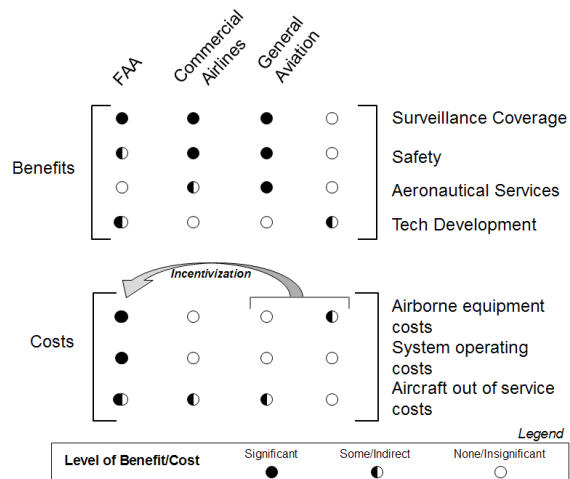 FAA
Commercial
Airlines
General
Aviation
Benefits
Surveillance Coverage
Safety
Aeronautical Services
Tech Development
Incentivization
Costs
Airborne equipment
costs
System operating
costs
Aircraft out of service
costs
Legend
Level of Benefit/Cost
Significant
Some/Indirect
None/Insignificant